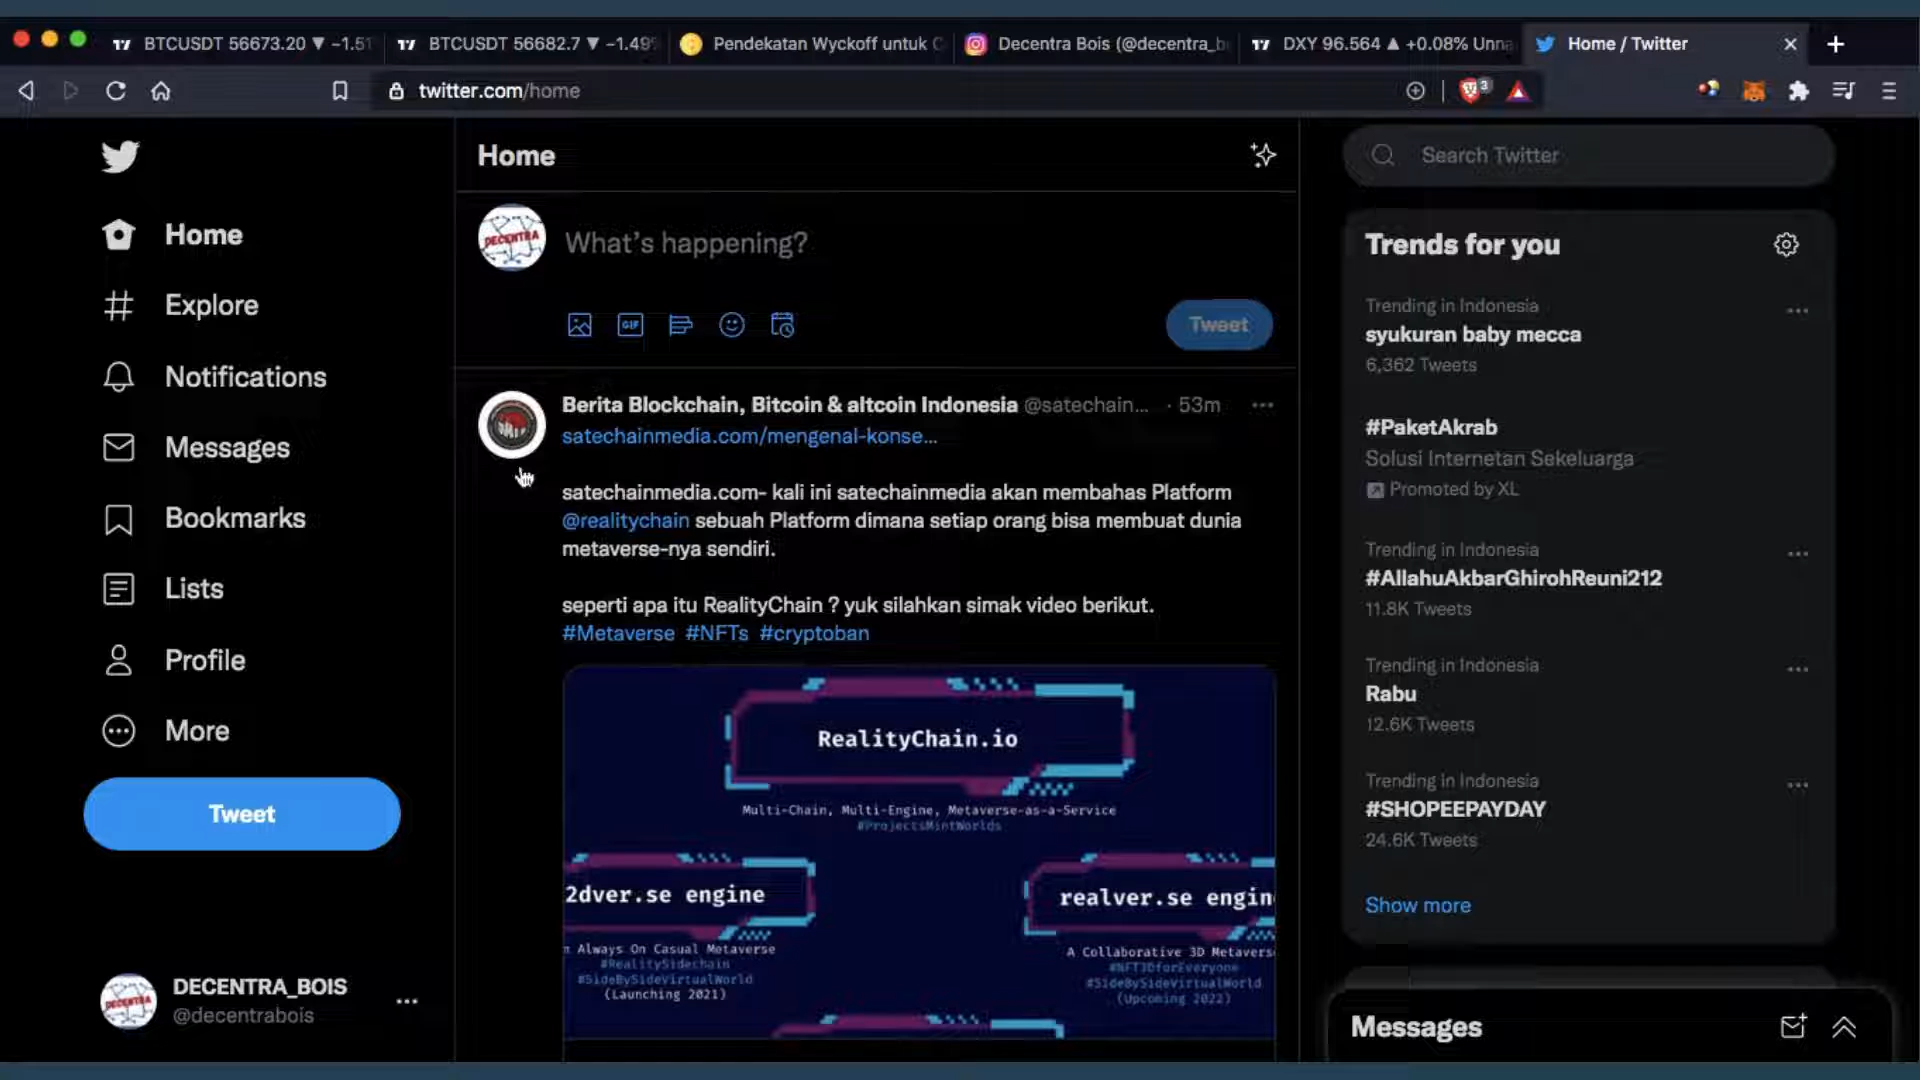 BTCUSDT 56673.20 ▼ −1.51
BTCUSDT 56682.7 ▼ −1.49%
Pendekatan Wyckoff untuk C
Decentra Bois (@decentra_b
DXY 96.564 ▲ +0.08% Unna
Home / Twitter
twitter.com/home
3
Home
Explore
Notifications
Messages
Bookmarks
Lists
Profile
More
Tweet
DECENTRA_BOIS
@decentrabois
Home
DECENTRA
What's happening?
GIF
Tweet
Berita Blockchain, Bitcoin & altcoin Indonesia @satechain... · 53m
satechainmedia.com/mengenal-konse...
satechainmedia.com- kali ini satechainmedia akan membahas Platform
@realitychain sebuah Platform dimana setiap orang bisa membuat dunia
metaverse-nya sendiri.
seperti apa itu RealityChain ? yuk silahkan simak video berikut.
#Metaverse #NFTs #cryptoban
RealityChain.io
Multi-Chain, Multi-Engine, Metaverse-as-a-Service
#ProjectsMintWorlds
2dver.se engine
Always On Casual Metaverse
#RealitySidechain
#SideBySideVirtualWorld
(Launching 2021)
realver.se engin
A Collaborative 3D Metavers
#NFT3DforEveryone
#SideBySideVirtualWorld
(Upcoming 2022)
Search Twitter
Trends for you
Trending in Indonesia
syukuran baby mecca
6,362 Tweets
#PaketAkrab
Solusi Internetan Sekeluarga
Promoted by XL
Trending in Indonesia
#AllahuAkbarGhirohReuni212
11.8K Tweets
Trending in Indonesia
Rabu
12.6K Tweets
Trending in Indonesia
#SHOPEEPAYDAY
24.6K Tweets
Show more
Messages